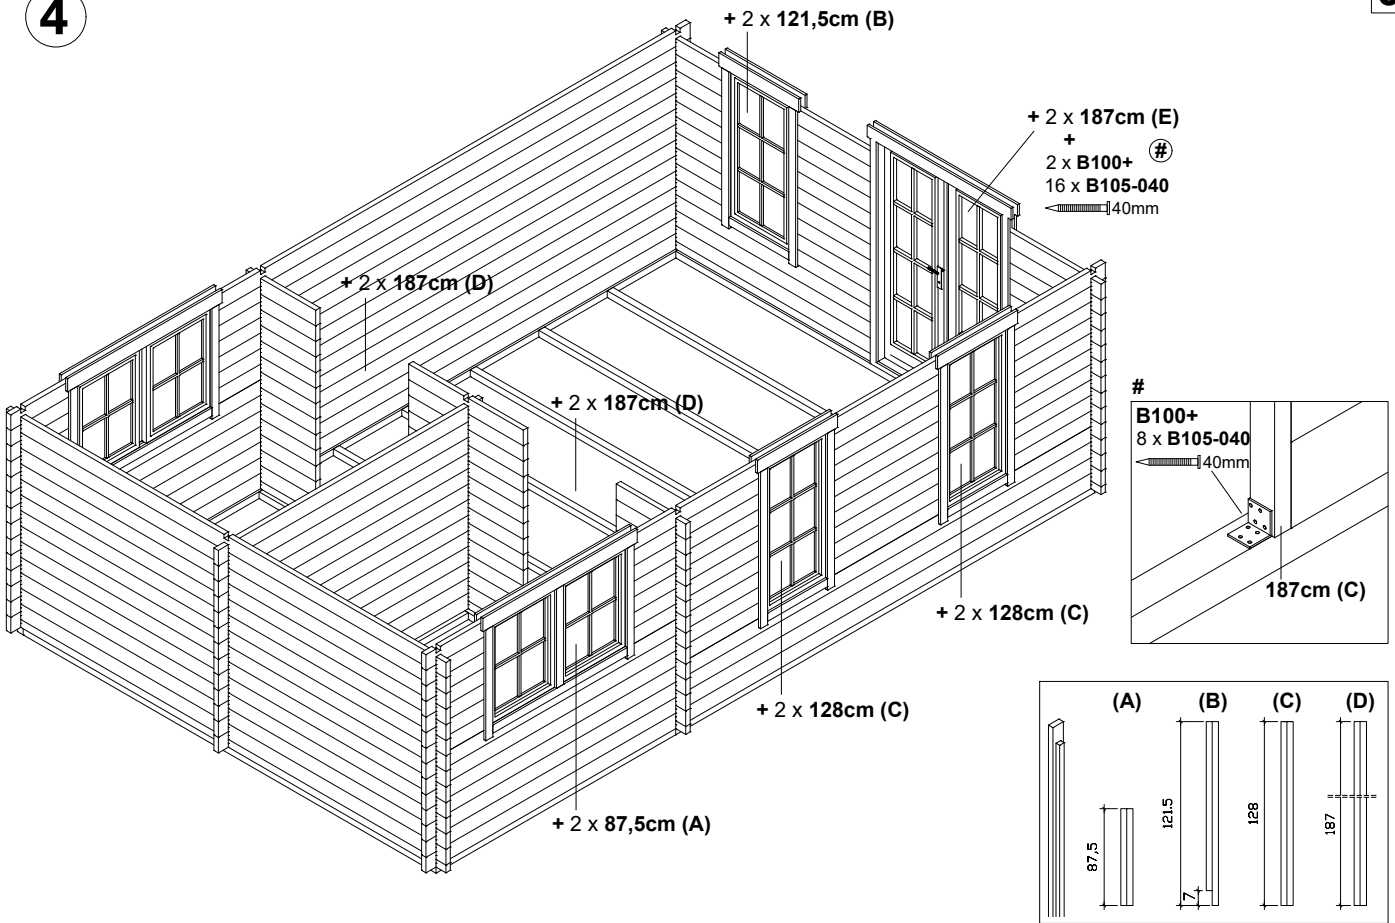 4
+ 2 x 121,5cm (B)
+ 2 x 187cm (E)
+
2 x B100+ #
16 x B105-040
40mm
+ 2 x 187cm (D)
+ 2 x 187cm (D)
#
B100+
8 x B105-040
40mm
187cm (C)
+ 2 x 128cm (C)
+ 2 x 128cm (C)
+ 2 x 87,5cm (A)
(A) (B) (C) (D)
87,5
121.5
7
128
187